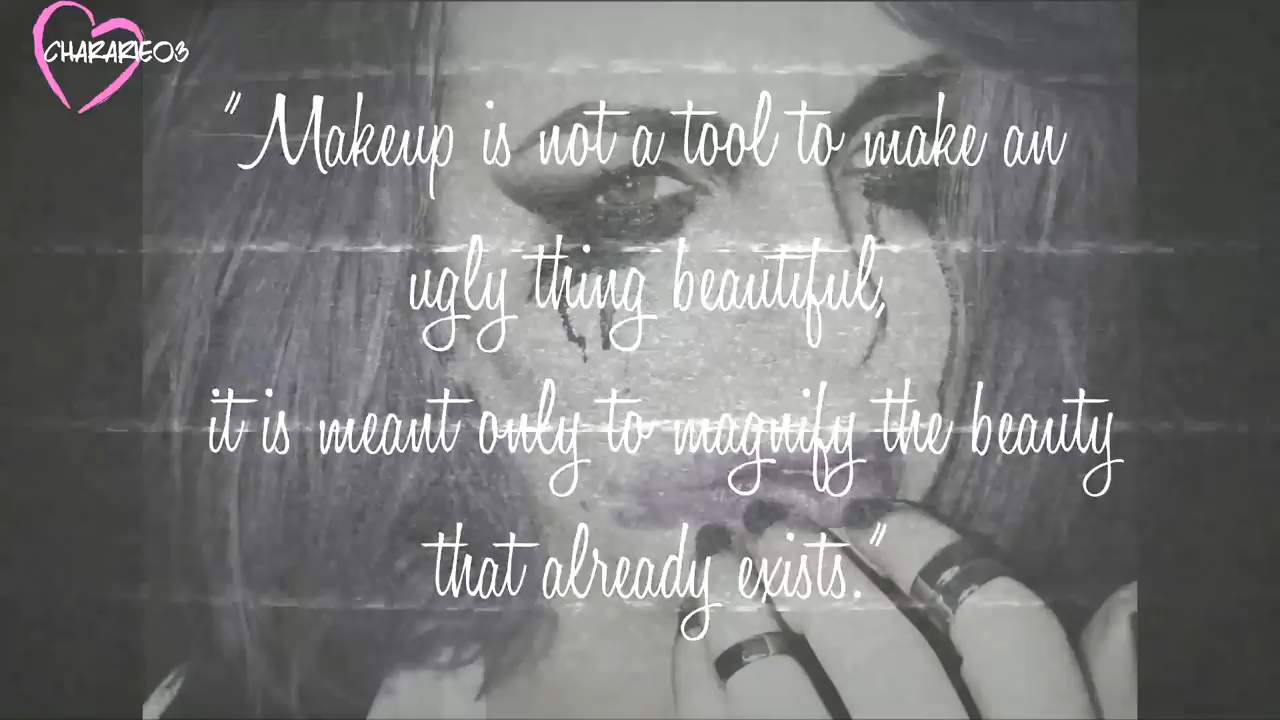 CHARARIE03
"Makeup is not a tool to make an
ugly thing beautiful,
it is meant only to magnify the beauty
that already exists."